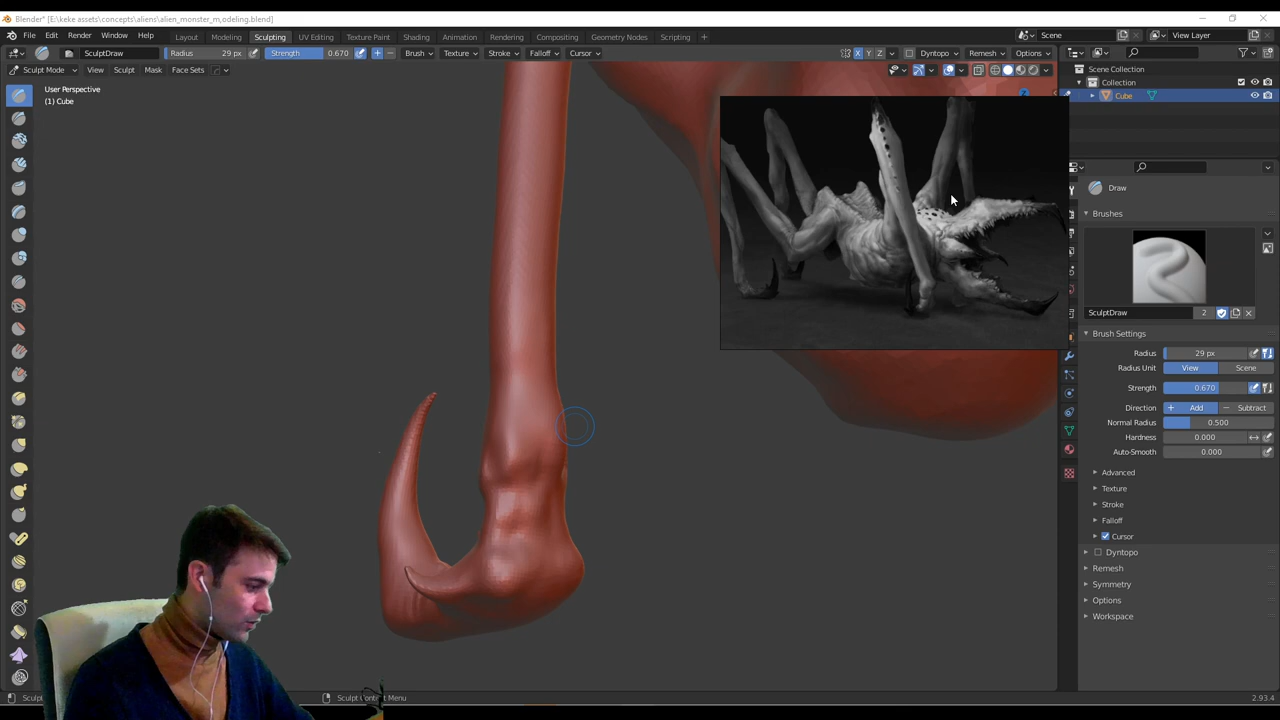 Blender* [E:\keke assets\concepts\aliens\alien_monster_m,odeling.blend]
File Edit Render Window Help Layout Modeling Sculpting UV Editing Texture Paint Shading Animation Rendering Compositing Geometry Nodes Scripting + Scene View Layer
SculptDraw Radius 29 px Strength 0.670 Brush Texture Stroke Falloff Cursor X Y Z Dyntopo Remesh Options
Sculpt Mode View Sculpt Mask Face Sets
Scene Collection
Collection
Cube
User Perspective
(1) Cube
Draw
Brushes
SculptDraw 2
Brush Settings
Radius 29 px
Radius Unit View Scene
Strength 0.670
Direction + Add − Subtract
Normal Radius 0.500
Hardness 0.000
Auto-Smooth 0.000
Advanced
Texture
Stroke
Falloff
Cursor
Dyntopo
Remesh
Symmetry
Options
Workspace
Sculpt Sculpt Context Menu 2.93.4